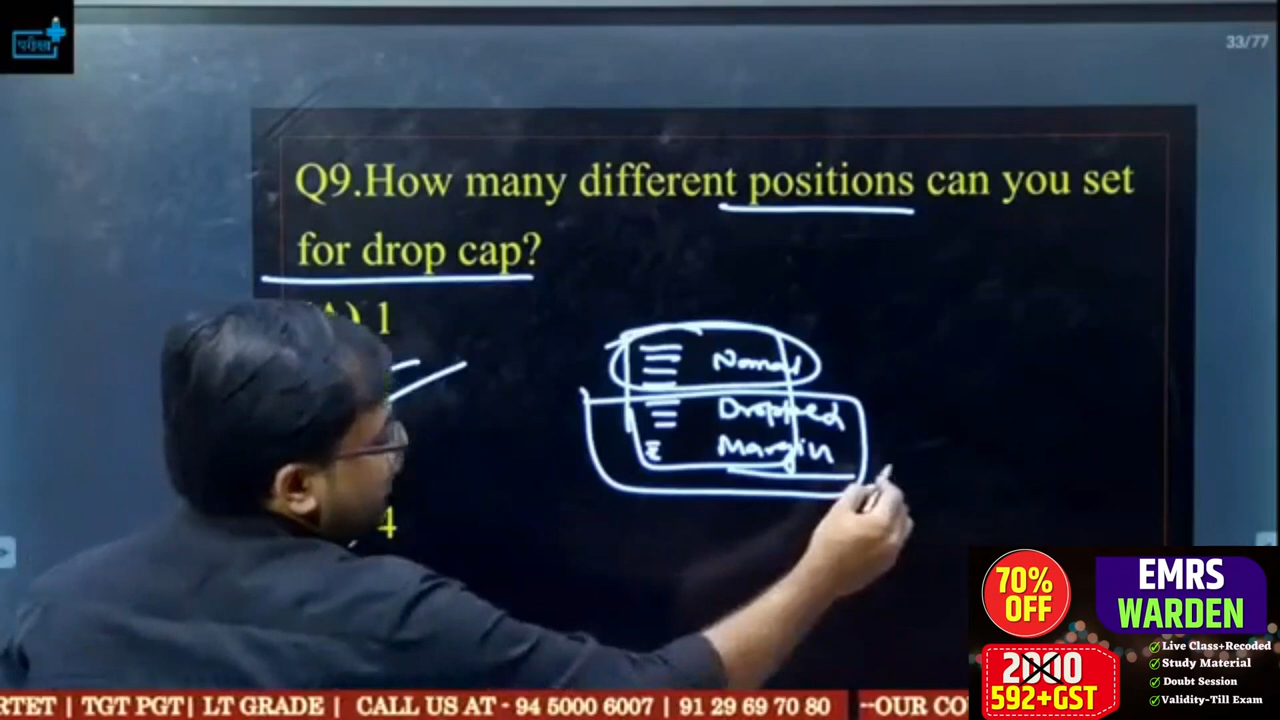 परीक्षा
33/77
Q9.How many different positions can you set
for drop cap?
(A) 1
Normal
Dropped
Margin
4
70%
OFF
EMRS
WARDEN
2000
592+GST
Live Class+Recoded
Study Material
Doubt Session
Validity-Till Exam
RTET | TGT PGT| LT GRADE | CALL US AT - 94 5000 6007 | 91 29 69 70 80 --OUR CO